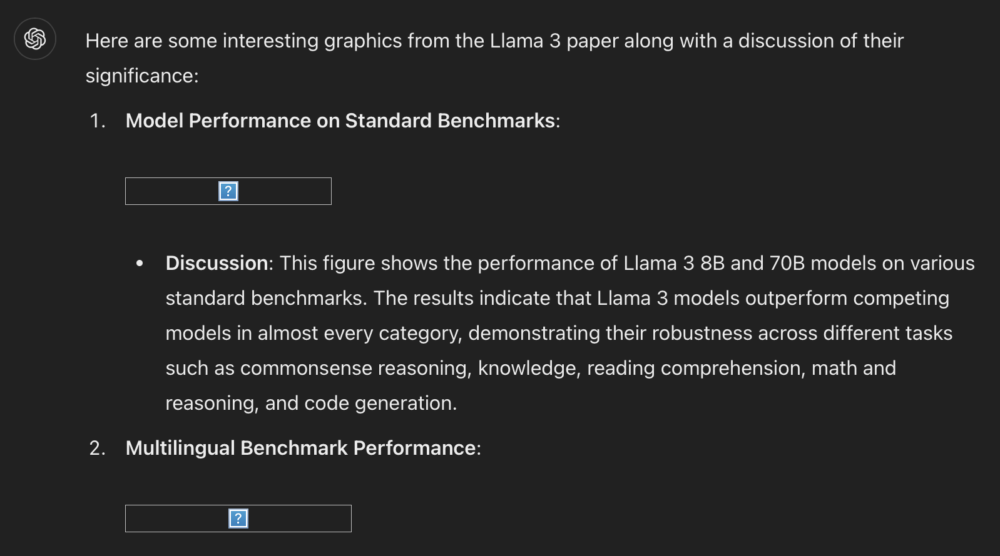 Here are some interesting graphics from the Llama 3 paper along with a discussion of their
significance:
1. Model Performance on Standard Benchmarks:
?
• Discussion: This figure shows the performance of Llama 3 8B and 70B models on various
standard benchmarks. The results indicate that Llama 3 models outperform competing
models in almost every category, demonstrating their robustness across different tasks
such as commonsense reasoning, knowledge, reading comprehension, math and
reasoning, and code generation.
2. Multilingual Benchmark Performance:
?